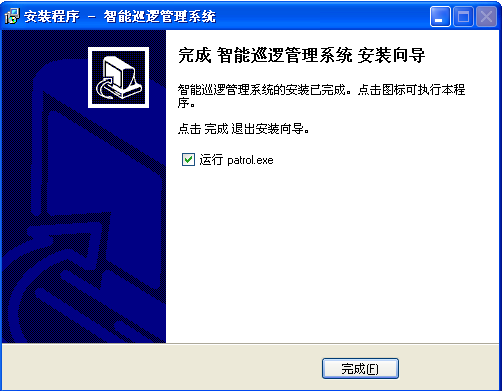 安装程序 - 智能巡逻管理系统
完成 智能巡逻管理系统 安装向导
智能巡逻管理系统的安装已完成。点击图标可执行本程
序。
点击 完成 退出安装向导。
运行 patrol.exe
完成(F)